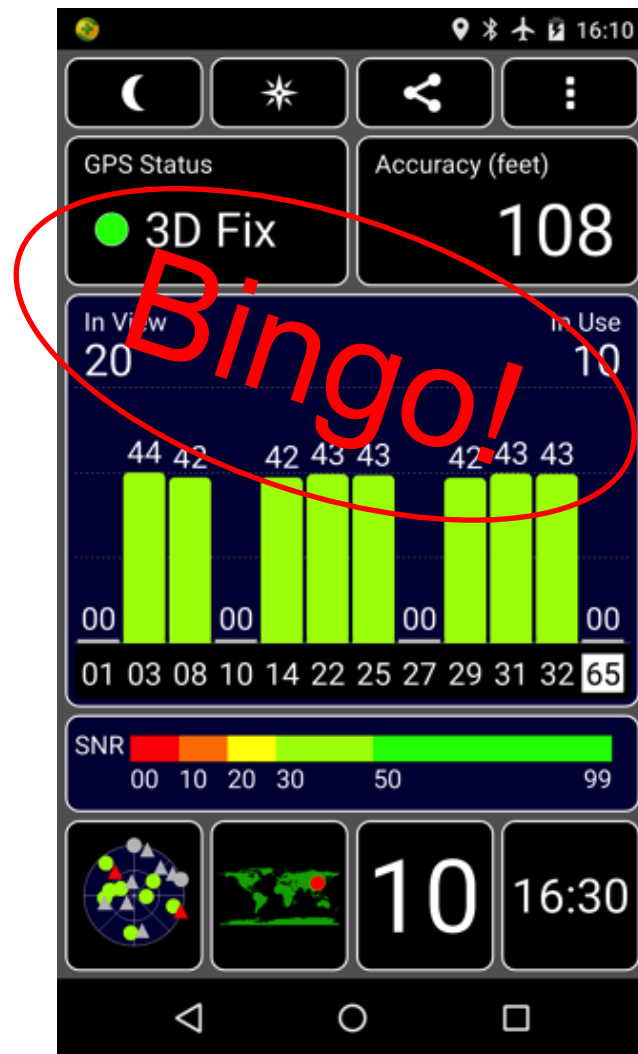 16:10
GPS Status
Accuracy (feet)
3D Fix
108
Bingo!
In View
In Use
20
10
44 42 42 43 43 42 43 43
00 00 00 00
01 03 08 10 14 22 25 27 29 31 32 65
SNR
00 10 20 30 50 99
10
16:30